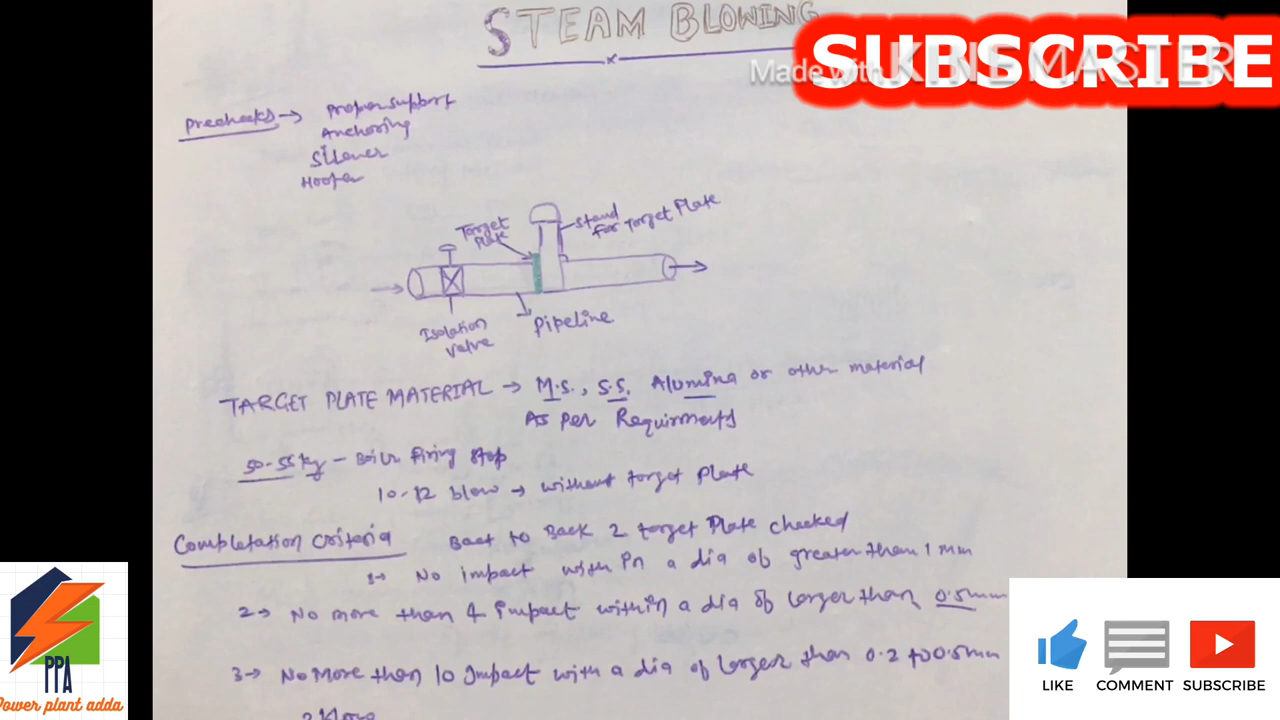 STEAM BLOWING
SUBSCRIBE
Made with KINEMASTER
Prechecks → Proper support
Anchoring
Silencer
Hooter
Target Plate
Stand For Target Plate
Isolation valve
Pipeline
TARGET PLATE MATERIAL → M.S., S.S, Alumina or other material
As per Requirments
50-55 kg - Boiler firing stop
10-12 blow → without target plate
Completation criteria Back to Back 2 target Plate checked
1→ No impact with in a dia of greater than 1 mm
2→ No more than 4 impact within a dia of larger than 0.5mm
3→ No More than 10 Impact with a dia of larger than 0.2 to 0.5mm
PPA
Power plant adda
LIKE COMMENT SUBSCRIBE